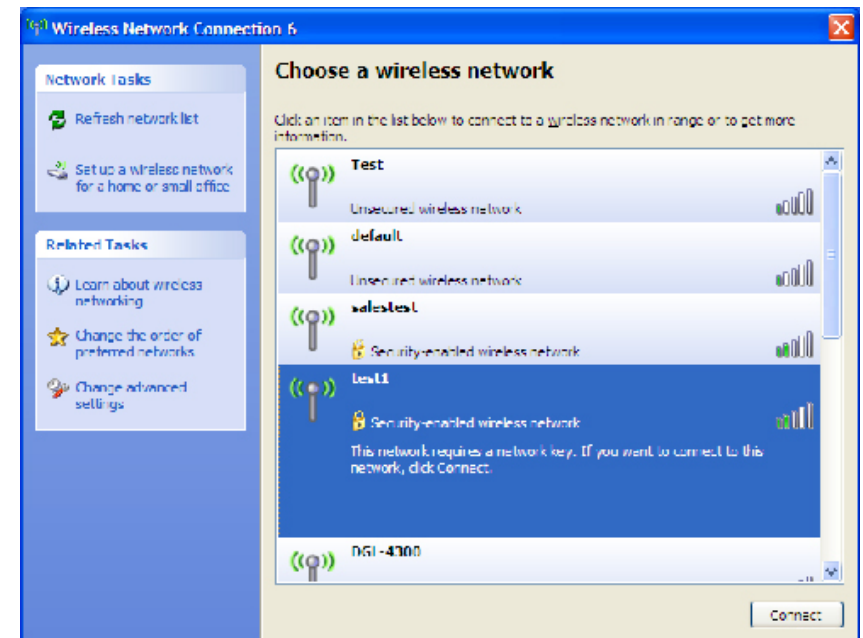 Wireless Network Connection 6
Network Tasks
Refresh network list
Set up a wireless network
for a home or small office
Related Tasks
Learn about wireless
networking
Change the order of
preferred networks
Change advanced
settings
Choose a wireless network
Click an item in the list below to connect to a wireless network in range or to get more
information.
Test
Unsecured wireless network
default
Unsecured wireless network
salestest
Security-enabled wireless network
test1
Security-enabled wireless network
This network requires a network key. If you want to connect to this
network, click Connect.
DGL-4300
Connect